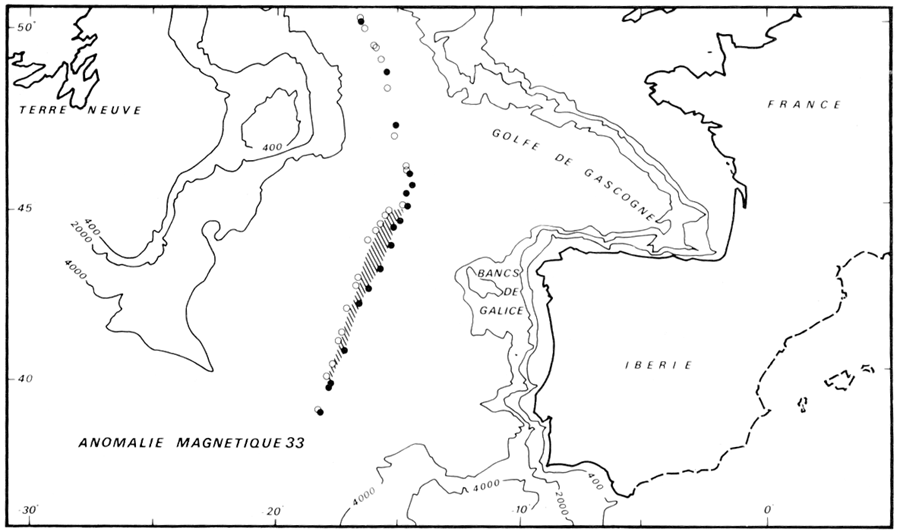 50°
TERRE NEUVE
FRANCE
400
GOLFE DE GASCOGNE
45
400
2000
4000
BANCS
DE
GALICE
IBERIE
40
ANOMALIE MAGNETIQUE 33
4000
4000
2000
400
-30°
-20
-10
0